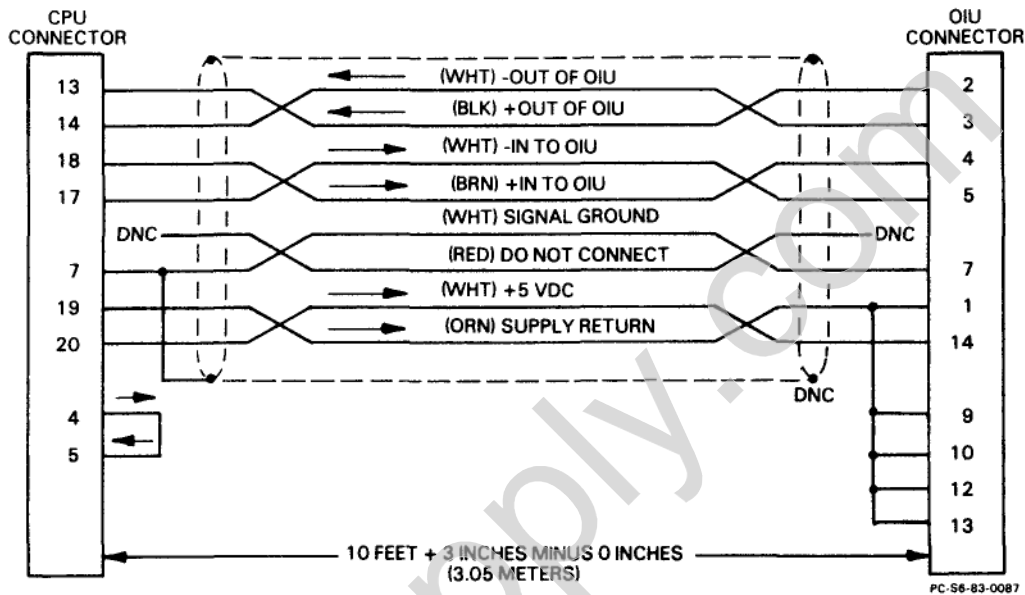 CPU CONNECTOR
OIU CONNECTOR
13 (WHT) -OUT OF OIU 2
14 (BLK) +OUT OF OIU 3
18 (WHT) -IN TO OIU 4
17 (BRN) +IN TO OIU 5
DNC (WHT) SIGNAL GROUND DNC
7 (RED) DO NOT CONNECT 7
19 (WHT) +5 VDC 1
20 (ORN) SUPPLY RETURN 14
DNC
4 9
5 10
12
13
10 FEET + 3 INCHES MINUS 0 INCHES
(3.05 METERS)
PC-S6-83-0087
mply.com